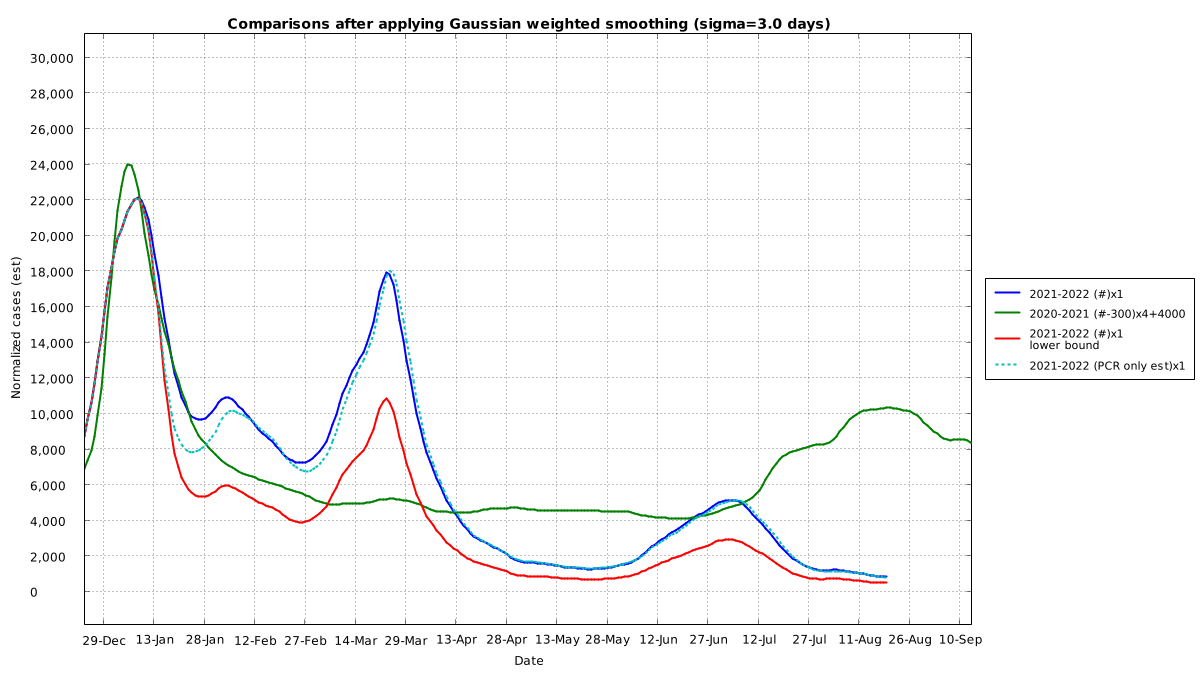 Comparisons after applying Gaussian weighted smoothing (sigma=3.0 days)
30,000
28,000
26,000
24,000
22,000
20,000
18,000
16,000
14,000
12,000
10,000
8,000
6,000
4,000
2,000
0
Normalized cases (est)
29-Dec 13-Jan 28-Jan 12-Feb 27-Feb 14-Mar 29-Mar 13-Apr 28-Apr 13-May 28-May 12-Jun 27-Jun 12-Jul 27-Jul 11-Aug 26-Aug 10-Sep
Date
2021-2022 (#)x1
2020-2021 (#-300)x4+4000
2021-2022 (#)x1
lower bound
2021-2022 (PCR only est)x1